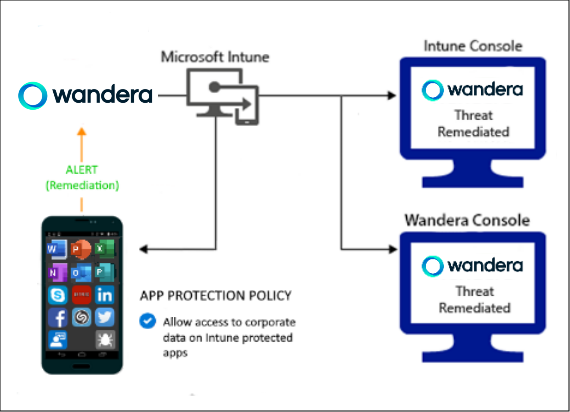 Microsoft Intune
Intune Console
wandera
wandera
Threat
Remediated
ALERT
(Remediation)
Wandera Console
wandera
Threat
Remediated
W
P
X
N
O
P
S
in
f
APP PROTECTION POLICY
Allow access to corporate
data on Intune protected
apps